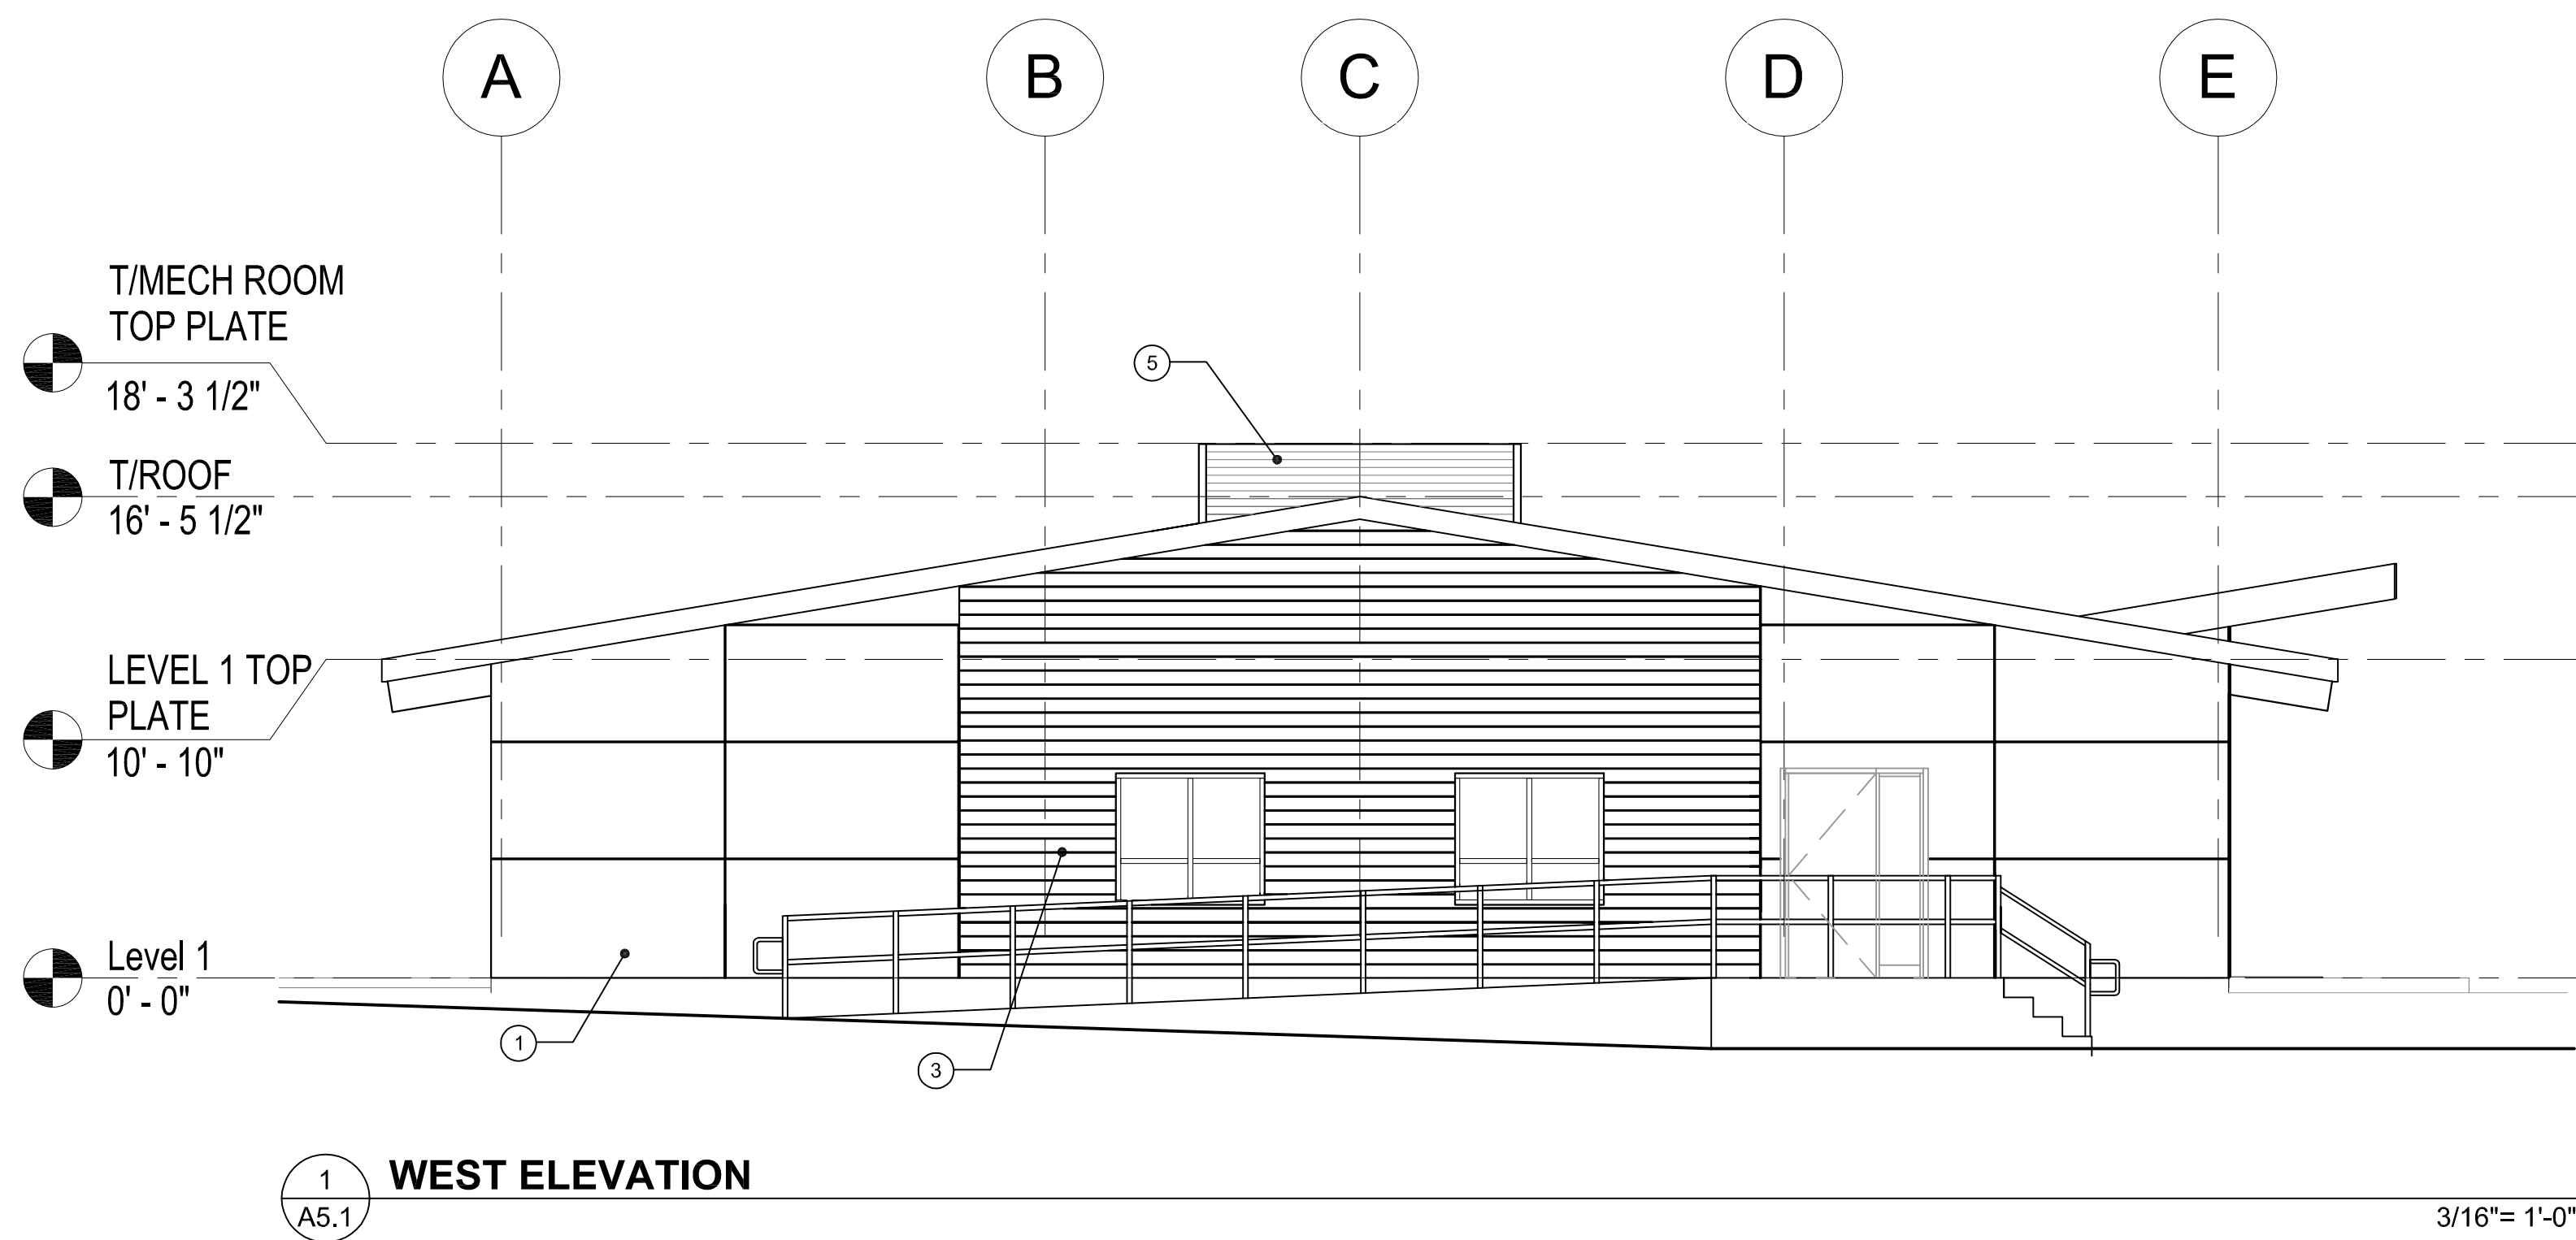 A B C D E
T/MECH ROOM
TOP PLATE
18' - 3 1/2"
5
T/ROOF
16' - 5 1/2"
LEVEL 1 TOP
PLATE
10' - 10"
Level 1
0' - 0"
1
3
1
WEST ELEVATION
A5.1
3/16"= 1'-0"